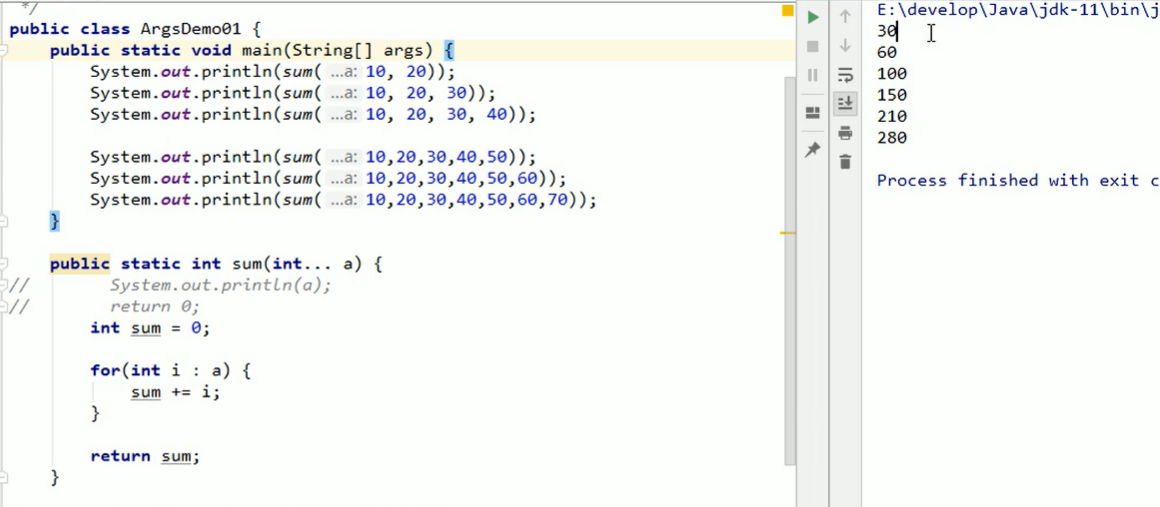 */
public class ArgsDemo01 {
    public static void main(String[] args) {
        System.out.println(sum( ...a: 10, 20));
        System.out.println(sum( ...a: 10, 20, 30));
        System.out.println(sum( ...a: 10, 20, 30, 40));
        System.out.println(sum( ...a: 10,20,30,40,50));
        System.out.println(sum( ...a: 10,20,30,40,50,60));
        System.out.println(sum( ...a: 10,20,30,40,50,60,70));
    }
    public static int sum(int... a) {
//        System.out.println(a);
//        return 0;
        int sum = 0;
        for(int i : a) {
            sum += i;
        }
        return sum;
    }
E:\develop\Java\jdk-11\bin\j
30
60
100
150
210
280
Process finished with exit c